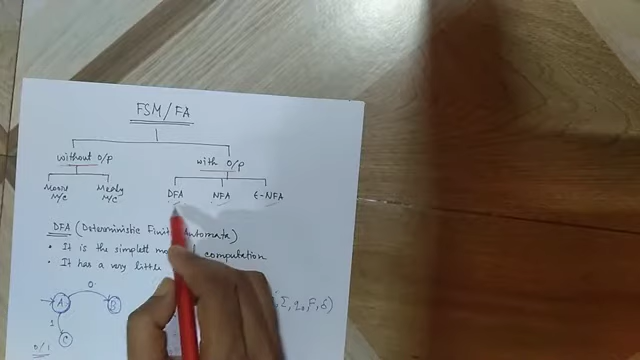 FSM/FA
without O/P with O/P
Moore M/C Mealy M/C DFA NFA ε-NFA
DFA (Deterministic Finite Automata)
• It is the simplest computation
• It has a very little
0
A B
1
C
Σ, q₀, F, δ)
0/1